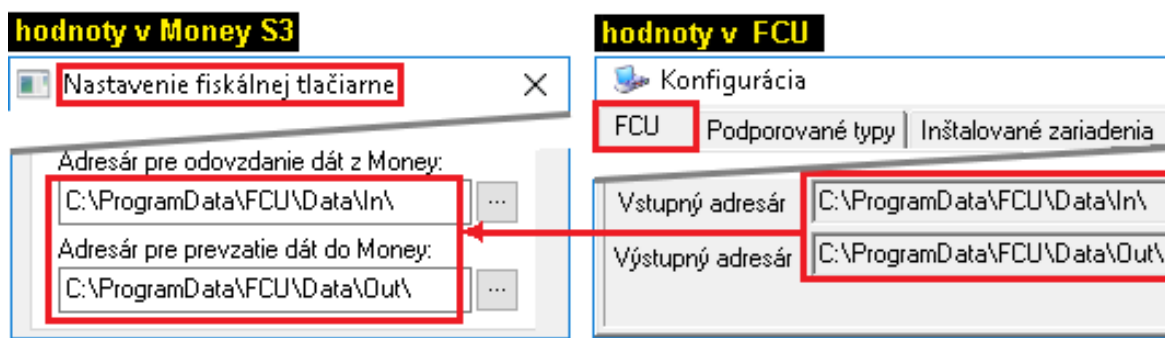 hodnoty v Money S3
Nastavenie fiskálnej tlačiarne
Adresár pre odovzdanie dát z Money:
C:\ProgramData\FCU\Data\In\
...
Adresár pre prevzatie dát do Money:
C:\ProgramData\FCU\Data\Out\
...
hodnoty v FCU
Konfigurácia
FCU Podporované typy Inštalované zariadenia
Vstupný adresár C:\ProgramData\FCU\Data\In\
Výstupný adresár C:\ProgramData\FCU\Data\Out\